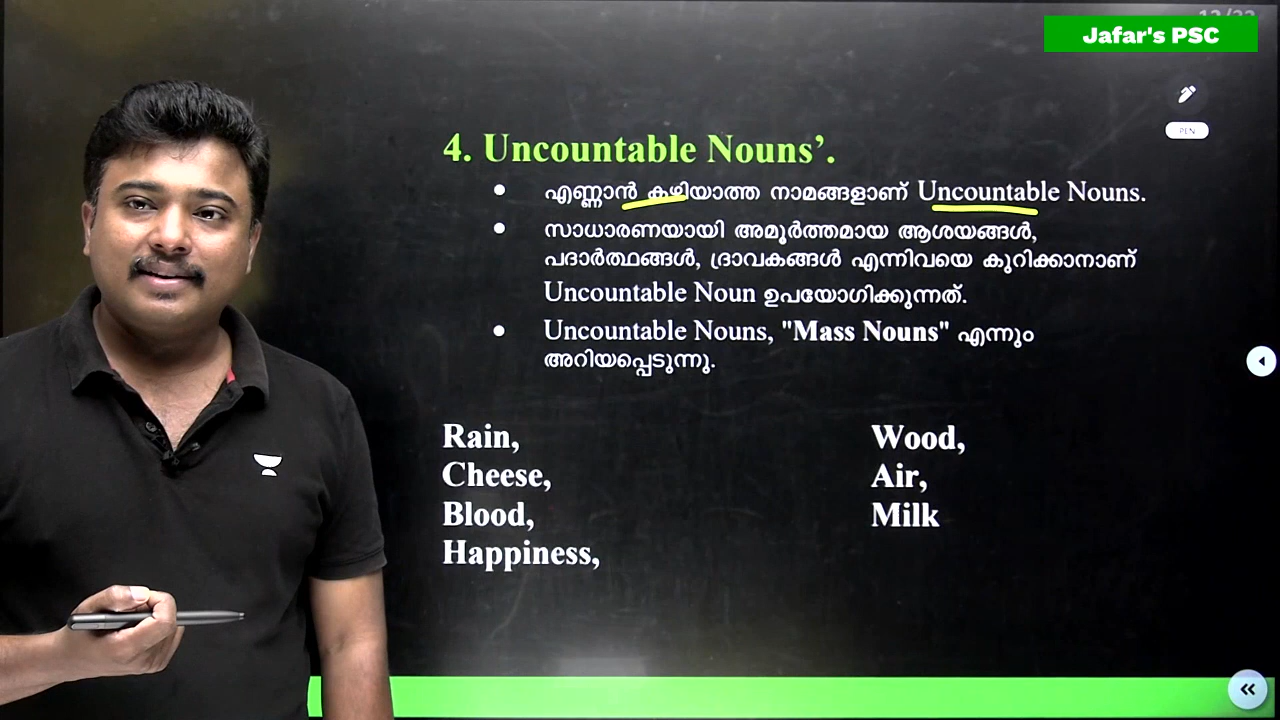 Jafar's PSC
PEN
4. Uncountable Nouns’.
• എണ്ണാൻ കഴിയാത്ത നാമങ്ങളാണ് Uncountable Nouns.
• സാധാരണയായി അമൂർത്തമായ ആശയങ്ങൾ,
പദാർത്ഥങ്ങൾ, ദ്രാവകങ്ങൾ എന്നിവയെ കുറിക്കാനാണ്
Uncountable Noun ഉപയോഗിക്കുന്നത്.
• Uncountable Nouns, "Mass Nouns" എന്നും
അറിയപ്പെടുന്നു.
Rain,
Cheese,
Blood,
Happiness,
Wood,
Air,
Milk